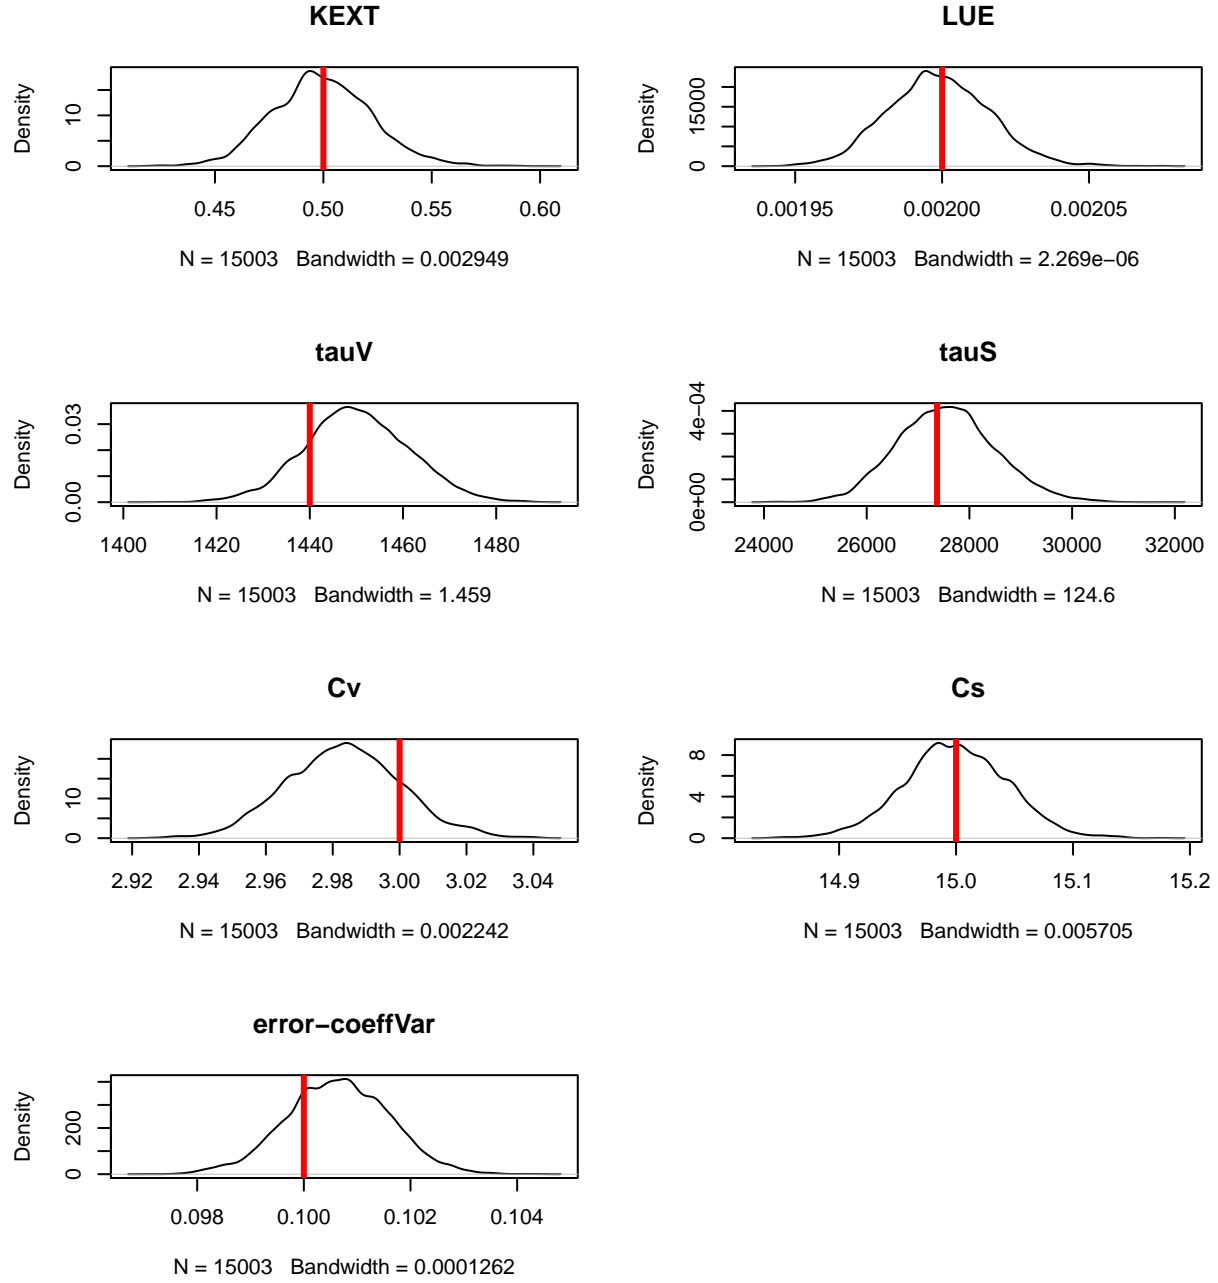 KEXT
Density
0
10
0.45 0.50 0.55 0.60
N = 15003 Bandwidth = 0.002949
LUE
Density
0
15000
0.00195 0.00200 0.00205
N = 15003 Bandwidth = 2.269e−06
tauV
Density
0.00
0.03
1400 1420 1440 1460 1480
N = 15003 Bandwidth = 1.459
tauS
Density
0e+00
4e−04
24000 26000 28000 30000 32000
N = 15003 Bandwidth = 124.6
Cv
Density
0
10
2.92 2.94 2.96 2.98 3.00 3.02 3.04
N = 15003 Bandwidth = 0.002242
Cs
Density
0
4
8
14.9 15.0 15.1 15.2
N = 15003 Bandwidth = 0.005705
error−coeffVar
Density
0
200
0.098 0.100 0.102 0.104
N = 15003 Bandwidth = 0.0001262